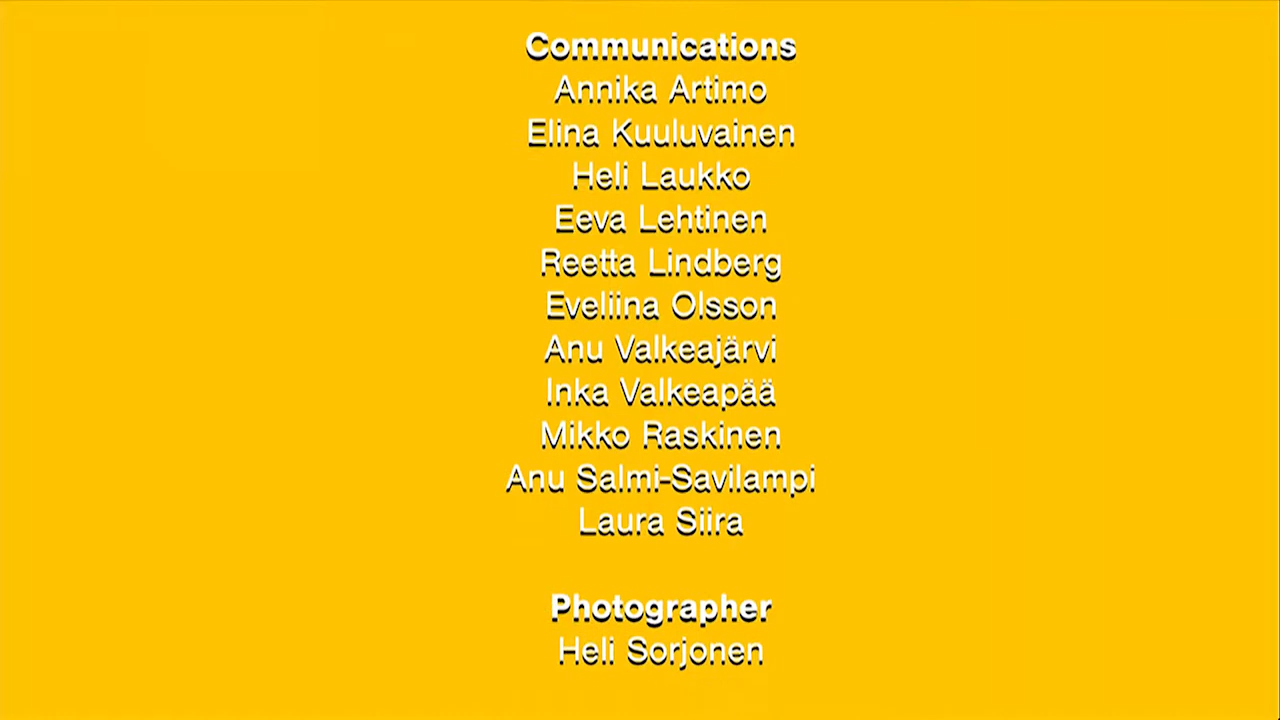 Communications
Annika Artimo
Elina Kuuluvainen
Heli Laukko
Eeva Lehtinen
Reetta Lindberg
Eveliina Olsson
Anu Valkeajärvi
Inka Valkeapää
Mikko Raskinen
Anu Salmi-Savilampi
Laura Siira
Photographer
Heli Sorjonen